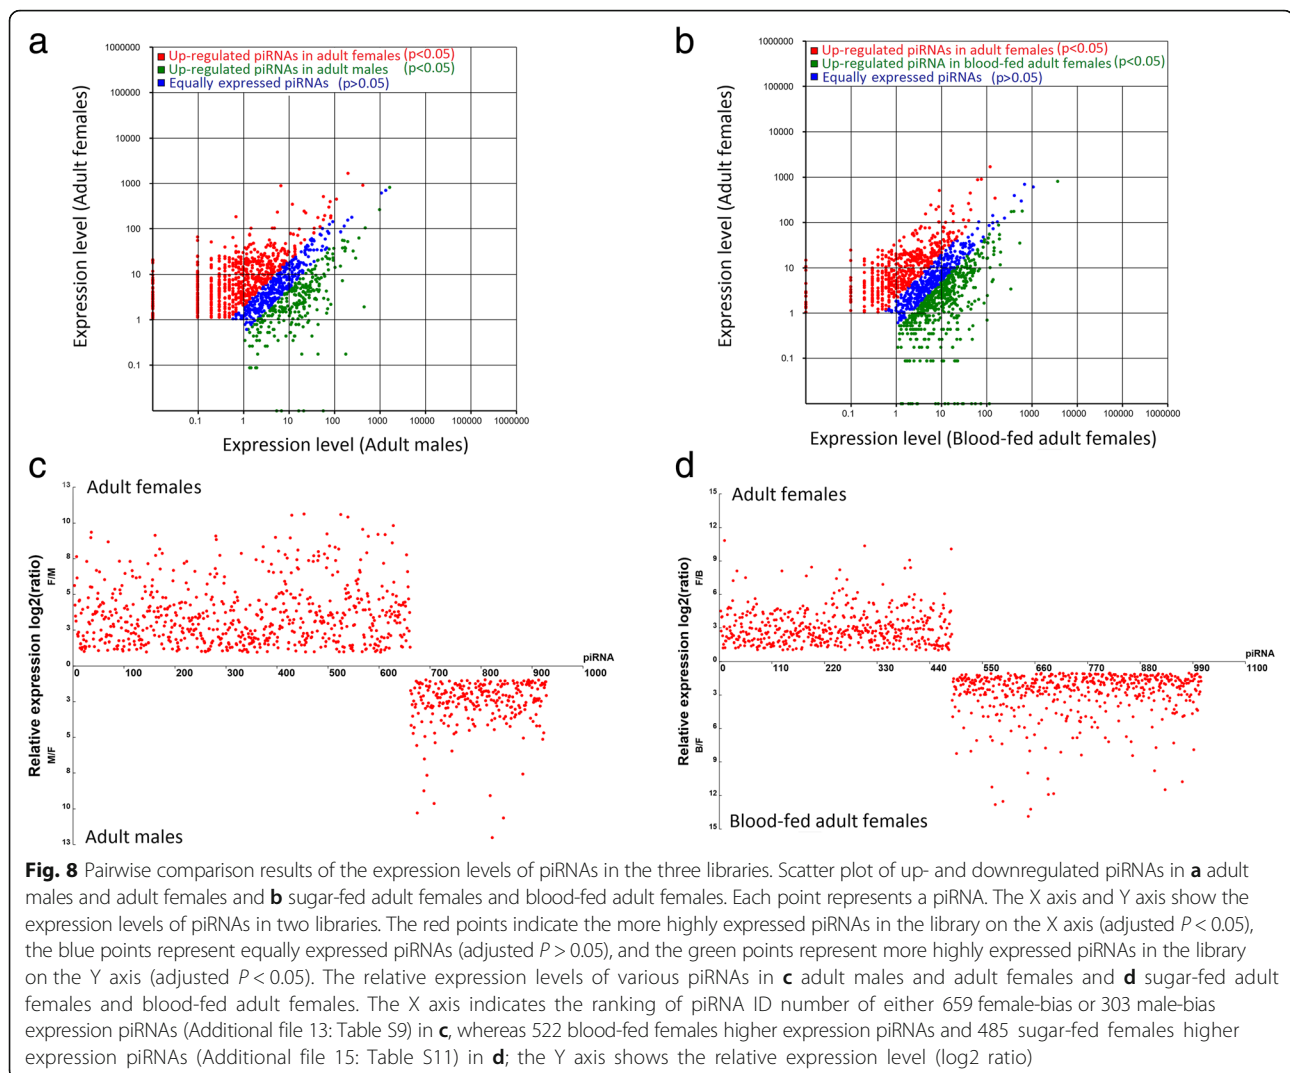 a
1000000
Up-regulated piRNAs in adult females (p<0.05)
Up-regulated piRNAs in adult males (p<0.05)
Equally expressed piRNAs (p>0.05)
100000
10000
1000
100
10
1
0.1
Expression level (Adult females)
0.1 1 10 100 1000 10000 100000 1000000
Expression level (Adult males)
b
1000000
Up-regulated piRNAs in adult females (p<0.05)
Up-regulated piRNA in blood-fed adult females (p<0.05)
Equally expressed piRNAs (p>0.05)
100000
10000
1000
100
10
1
0.1
Expression level (Adult females)
0.1 1 10 100 1000 10000 100000 1000000
Expression level (Blood-fed adult females)
c
Adult females
13
10
8
5
3
0
3
5
8
10
13
Relative expression log2(ratio)
F/M
M/F
piRNA
0 100 200 300 400 500 600 700 800 900 1000
Adult males
d
Adult females
15
12
9
6
3
0
3
6
9
12
15
Relative expression log2(ratio)
F/B
B/F
piRNA
110 220 330 440 550 660 770 880 990 1100
Blood-fed adult females
Fig. 8 Pairwise comparison results of the expression levels of piRNAs in the three libraries. Scatter plot of up- and downregulated piRNAs in a adult
males and adult females and b sugar-fed adult females and blood-fed adult females. Each point represents a piRNA. The X axis and Y axis show the
expression levels of piRNAs in two libraries. The red points indicate the more highly expressed piRNAs in the library on the X axis (adjusted P < 0.05),
the blue points represent equally expressed piRNAs (adjusted P > 0.05), and the green points represent more highly expressed piRNAs in the library
on the Y axis (adjusted P < 0.05). The relative expression levels of various piRNAs in c adult males and adult females and d sugar-fed adult
females and blood-fed adult females. The X axis indicates the ranking of piRNA ID number of either 659 female-bias or 303 male-bias
expression piRNAs (Additional file 13: Table S9) in c, whereas 522 blood-fed females higher expression piRNAs and 485 sugar-fed females higher
expression piRNAs (Additional file 15: Table S11) in d; the Y axis shows the relative expression level (log2 ratio)